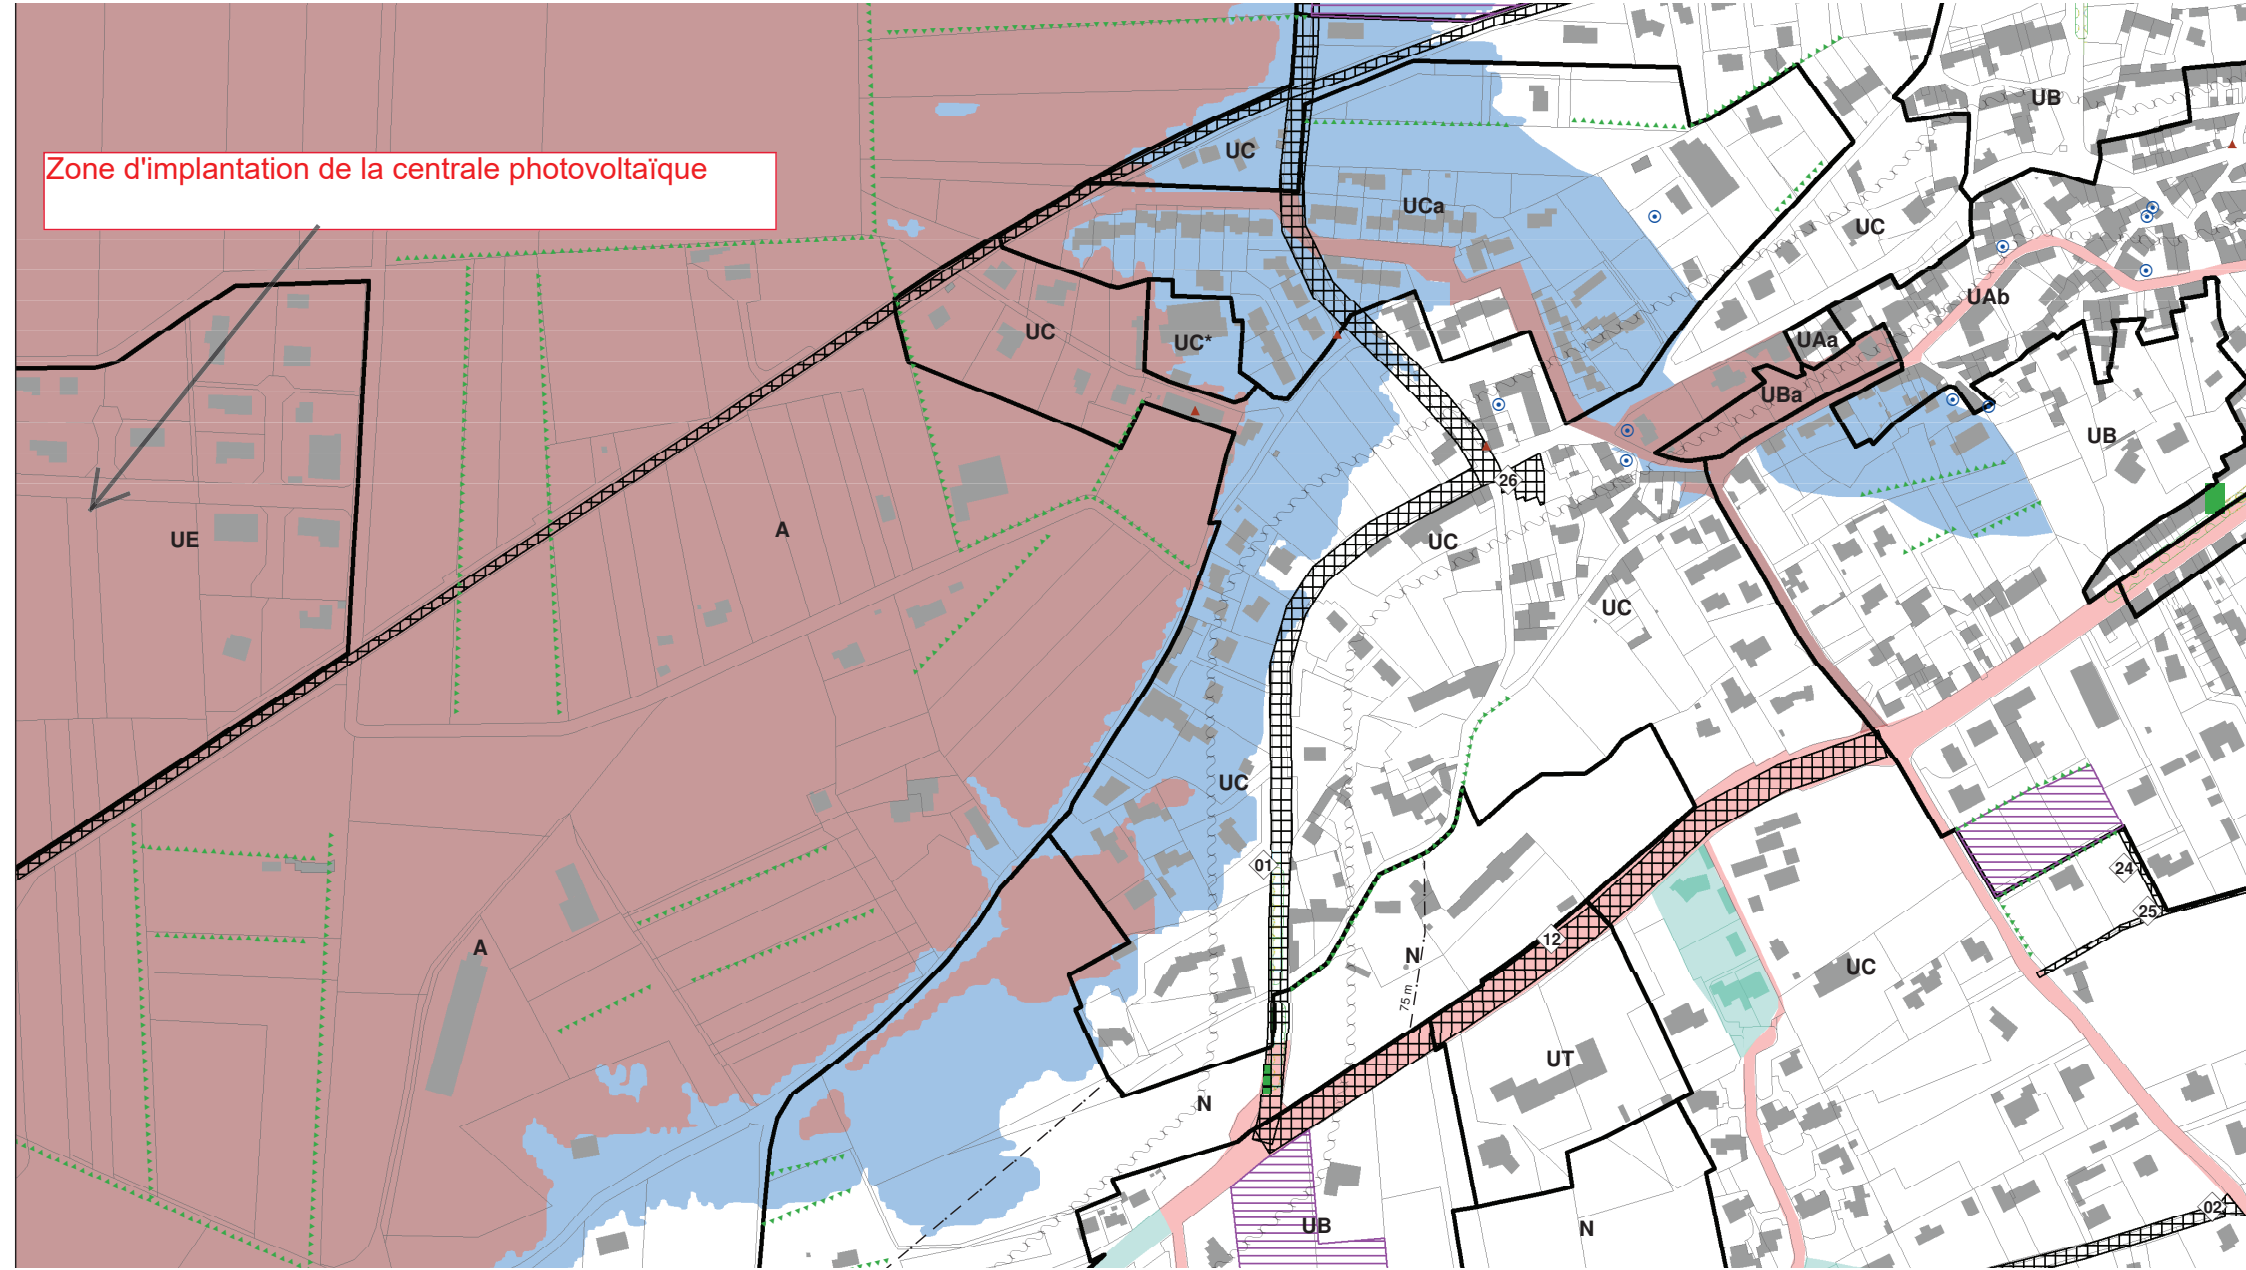 Zone d'implantation de la centrale photovoltaïque
UB
UC
UCa
UC
UAb
UC
UC*
UAa
UBa
UB
26
UE
A
UC
UC
UC
01
24
25
A
12
N
UC
75 m
UT
N
02
UB
N